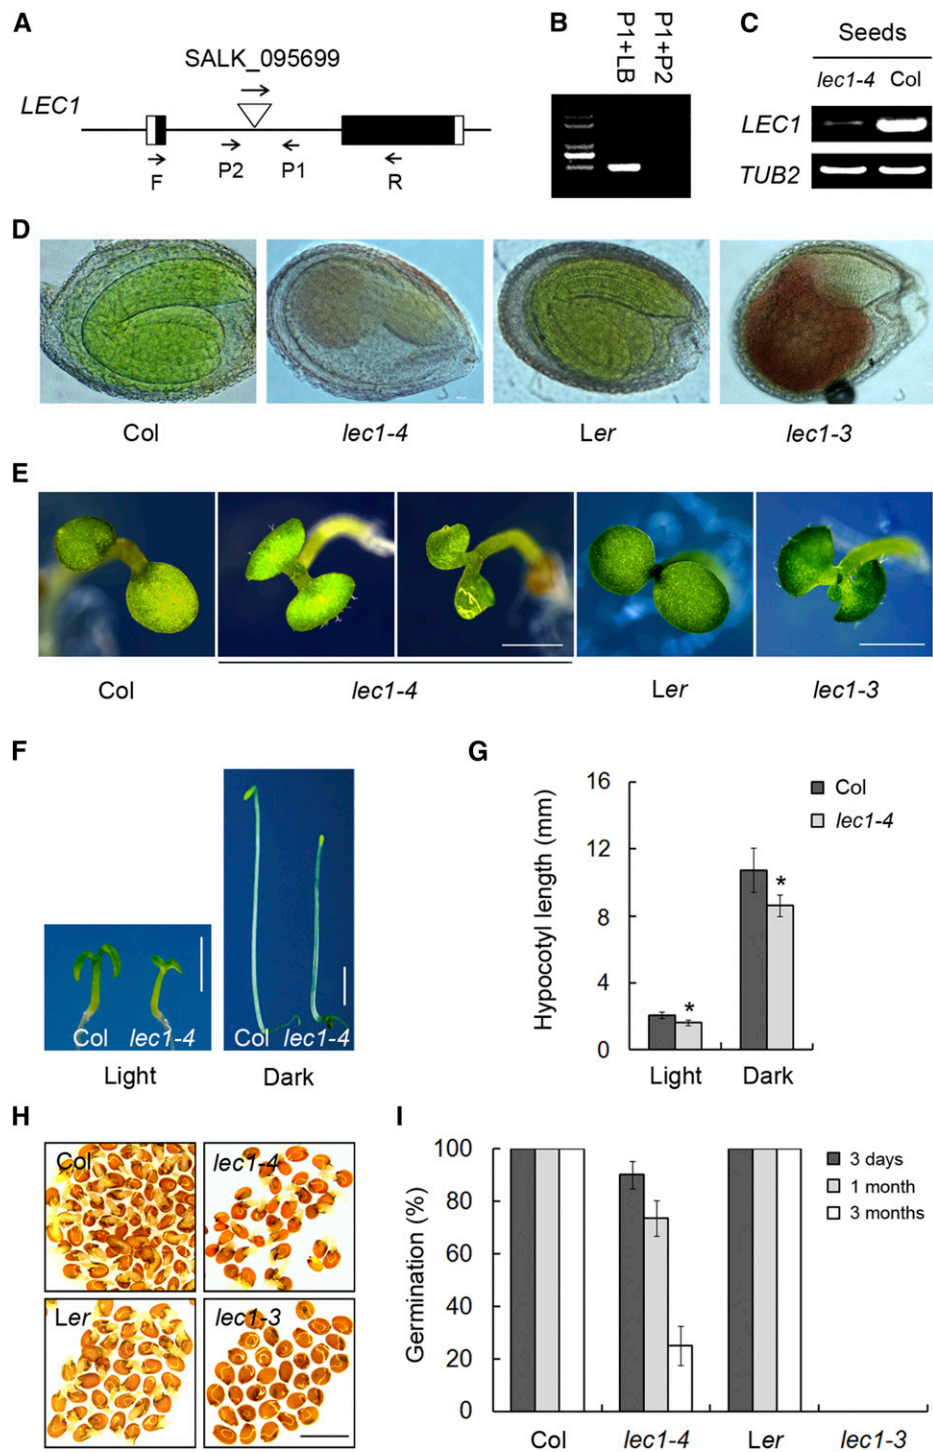 A
SALK_095699
LEC1
F
P2
P1
R
B
P1+LB
P1+P2
C
Seeds
lec1-4 Col
LEC1
TUB2
D
Col
lec1-4
Ler
lec1-3
E
Col
lec1-4
Ler
lec1-3
F
Col lec1-4
Light
Col lec1-4
Dark
G
Hypocotyl length (mm)
16
12
8
4
0
Col
lec1-4
*
*
Light
Dark
H
Col
lec1-4
Ler
lec1-3
I
Germination (%)
100
80
60
40
20
0
3 days
1 month
3 months
Col
lec1-4
Ler
lec1-3